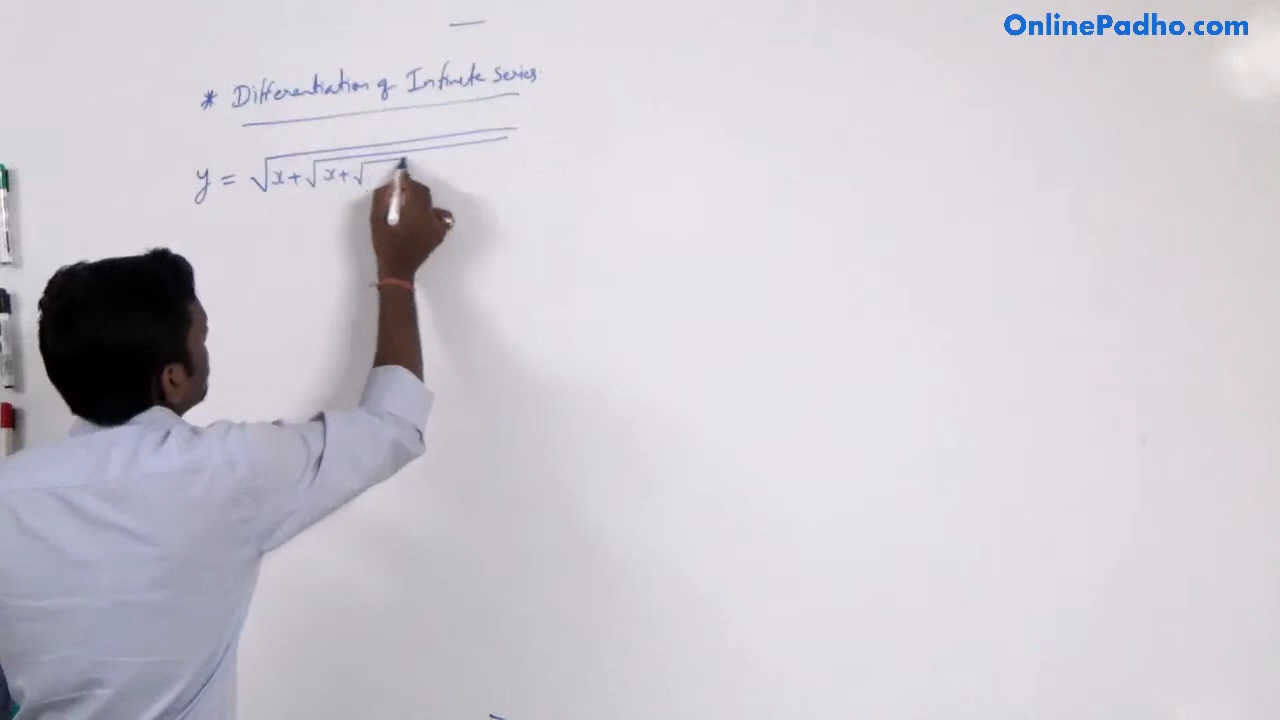 OnlinePadho.com
* Differentiation of Infinite Series.
y = √x+√x+√